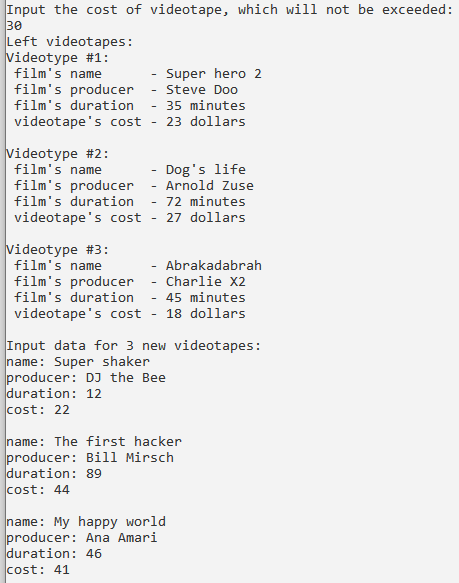 Input the cost of videotape, which will not be exceeded:
30
Left videotapes:
Videotype #1:
 film's name      - Super hero 2
 film's producer  - Steve Doo
 film's duration  - 35 minutes
 videotape's cost - 23 dollars

Videotype #2:
 film's name      - Dog's life
 film's producer  - Arnold Zuse
 film's duration  - 72 minutes
 videotape's cost - 27 dollars

Videotype #3:
 film's name      - Abrakadabrah
 film's producer  - Charlie X2
 film's duration  - 45 minutes
 videotape's cost - 18 dollars

Input data for 3 new videotapes:
name: Super shaker
producer: DJ the Bee
duration: 12
cost: 22

name: The first hacker
producer: Bill Mirsch
duration: 89
cost: 44

name: My happy world
producer: Ana Amari
duration: 46
cost: 41